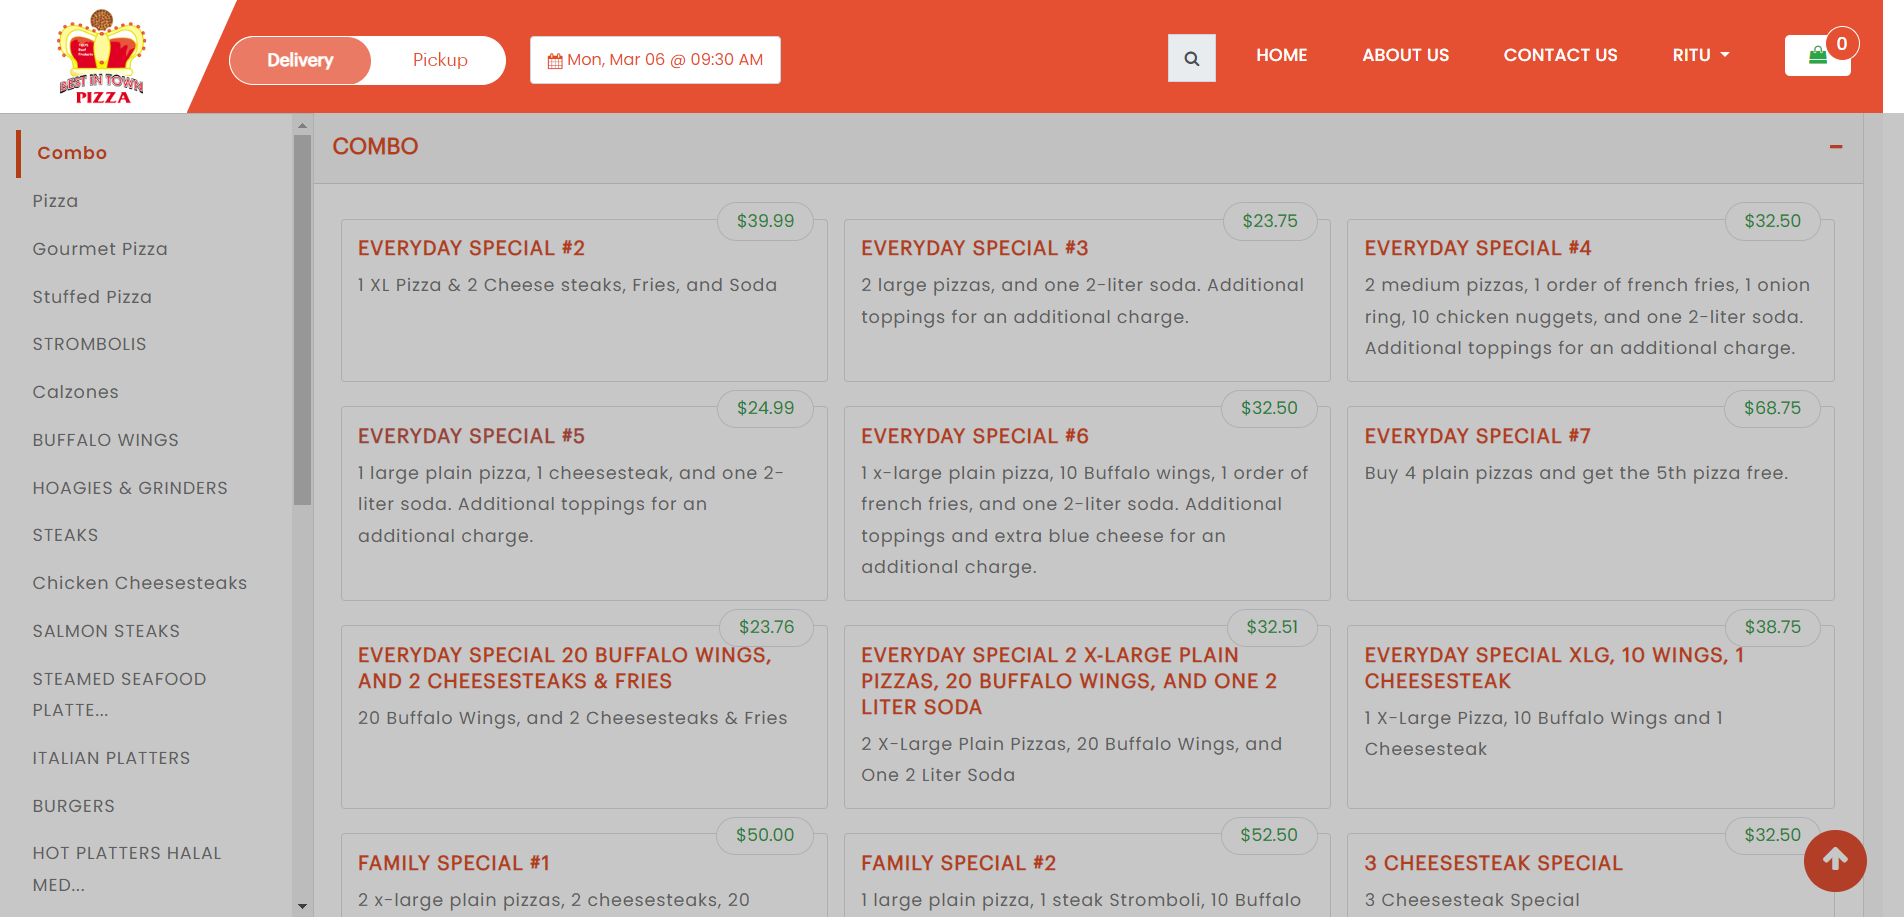 BEST IN TOWN
PIZZA
Delivery
Pickup
Mon, Mar 06 @ 09:30 AM
HOME
ABOUT US
CONTACT US
RITU
0
Combo
Pizza
Gourmet Pizza
Stuffed Pizza
STROMBOLIS
Calzones
BUFFALO WINGS
HOAGIES & GRINDERS
STEAKS
Chicken Cheesesteaks
SALMON STEAKS
STEAMED SEAFOOD
PLATTE...
ITALIAN PLATTERS
BURGERS
HOT PLATTERS HALAL
MED...
COMBO
$39.99
EVERYDAY SPECIAL #2
1 XL Pizza & 2 Cheese steaks, Fries, and Soda
$23.75
EVERYDAY SPECIAL #3
2 large pizzas, and one 2-liter soda. Additional
toppings for an additional charge.
$32.50
EVERYDAY SPECIAL #4
2 medium pizzas, 1 order of french fries, 1 onion
ring, 10 chicken nuggets, and one 2-liter soda.
Additional toppings for an additional charge.
$24.99
EVERYDAY SPECIAL #5
1 large plain pizza, 1 cheesesteak, and one 2-
liter soda. Additional toppings for an
additional charge.
$32.50
EVERYDAY SPECIAL #6
1 x-large plain pizza, 10 Buffalo wings, 1 order of
french fries, and one 2-liter soda. Additional
toppings and extra blue cheese for an
additional charge.
$68.75
EVERYDAY SPECIAL #7
Buy 4 plain pizzas and get the 5th pizza free.
$23.76
EVERYDAY SPECIAL 20 BUFFALO WINGS,
AND 2 CHEESESTEAKS & FRIES
20 Buffalo Wings, and 2 Cheesesteaks & Fries
$32.51
EVERYDAY SPECIAL 2 X-LARGE PLAIN
PIZZAS, 20 BUFFALO WINGS, AND ONE 2
LITER SODA
2 X-Large Plain Pizzas, 20 Buffalo Wings, and
One 2 Liter Soda
$38.75
EVERYDAY SPECIAL XLG, 10 WINGS, 1
CHEESESTEAK
1 X-Large Pizza, 10 Buffalo Wings and 1
Cheesesteak
$50.00
FAMILY SPECIAL #1
2 x-large plain pizzas, 2 cheesesteaks, 20
$52.50
FAMILY SPECIAL #2
1 large plain pizza, 1 steak Stromboli, 10 Buffalo
$32.50
3 CHEESESTEAK SPECIAL
3 Cheesesteak Special